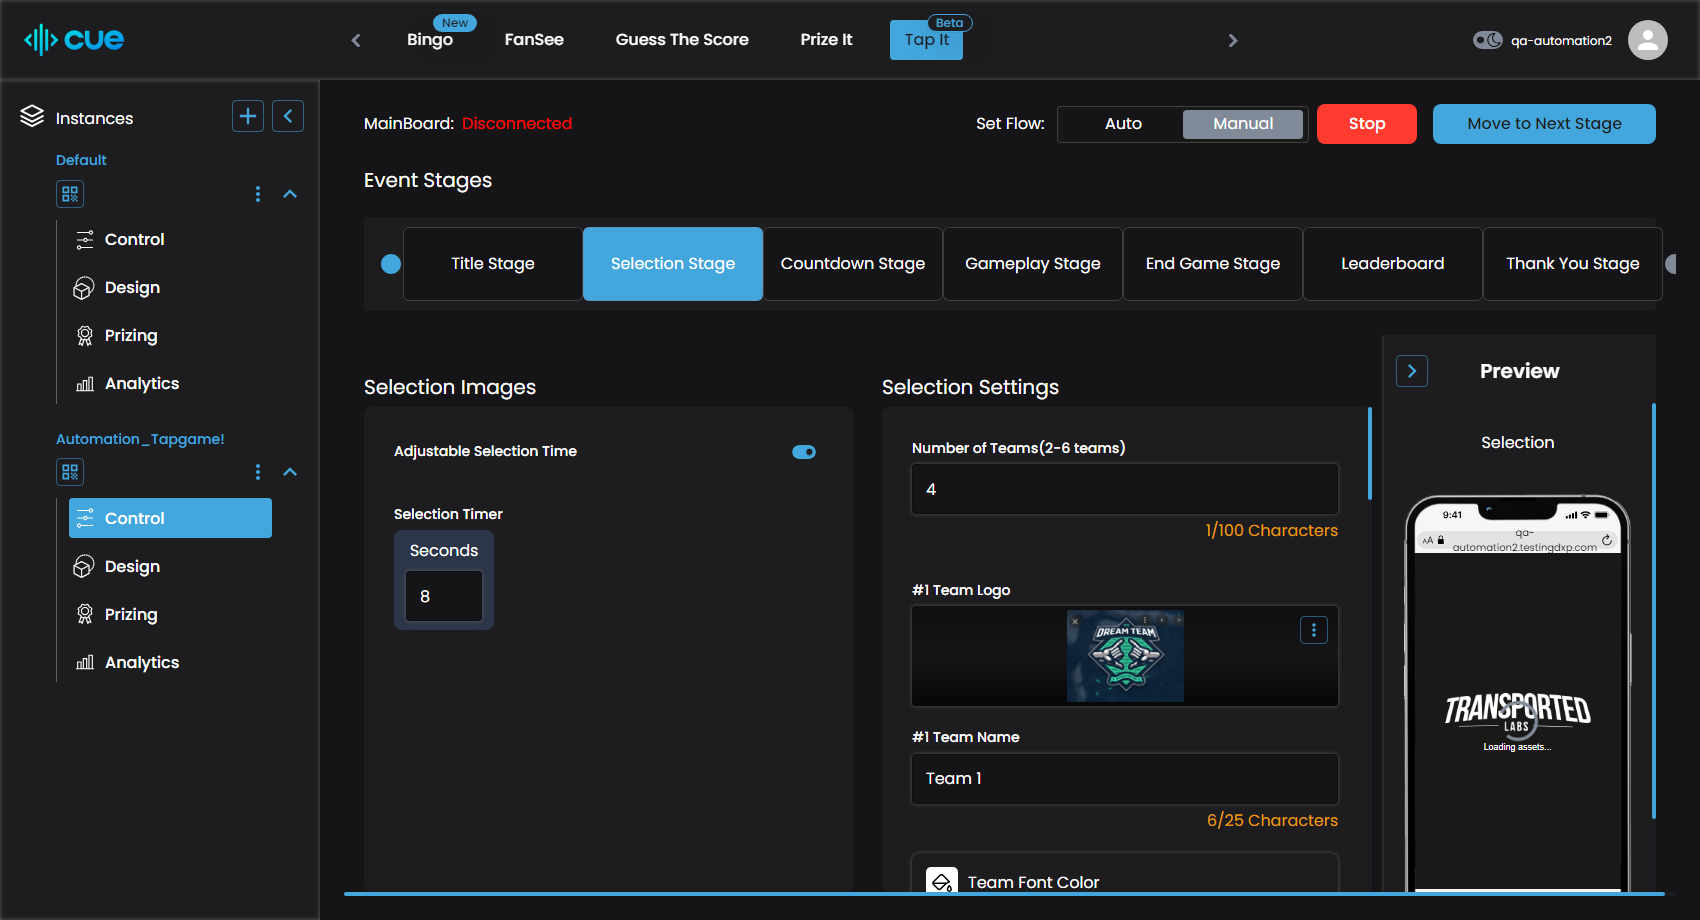 cue
Bingo
New
FanSee
Guess The Score
Prize It
Tap It
Beta
qa-automation2
Instances
Default
Control
Design
Prizing
Analytics
Automation_Tapgame!
Control
Design
Prizing
Analytics
MainBoard: Disconnected
Set Flow:
Auto
Manual
Stop
Move to Next Stage
Event Stages
Title Stage
Selection Stage
Countdown Stage
Gameplay Stage
End Game Stage
Leaderboard
Thank You Stage
Selection Images
Adjustable Selection Time
Selection Timer
Seconds
8
Selection Settings
Number of Teams(2-6 teams)
4
1/100 Characters
#1 Team Logo
DREAM TEAM
#1 Team Name
Team 1
6/25 Characters
Team Font Color
Preview
Selection
9:41
AA
qa-
automation2.testingdxp.com
TRANSPORTED
LABS
Loading assets...